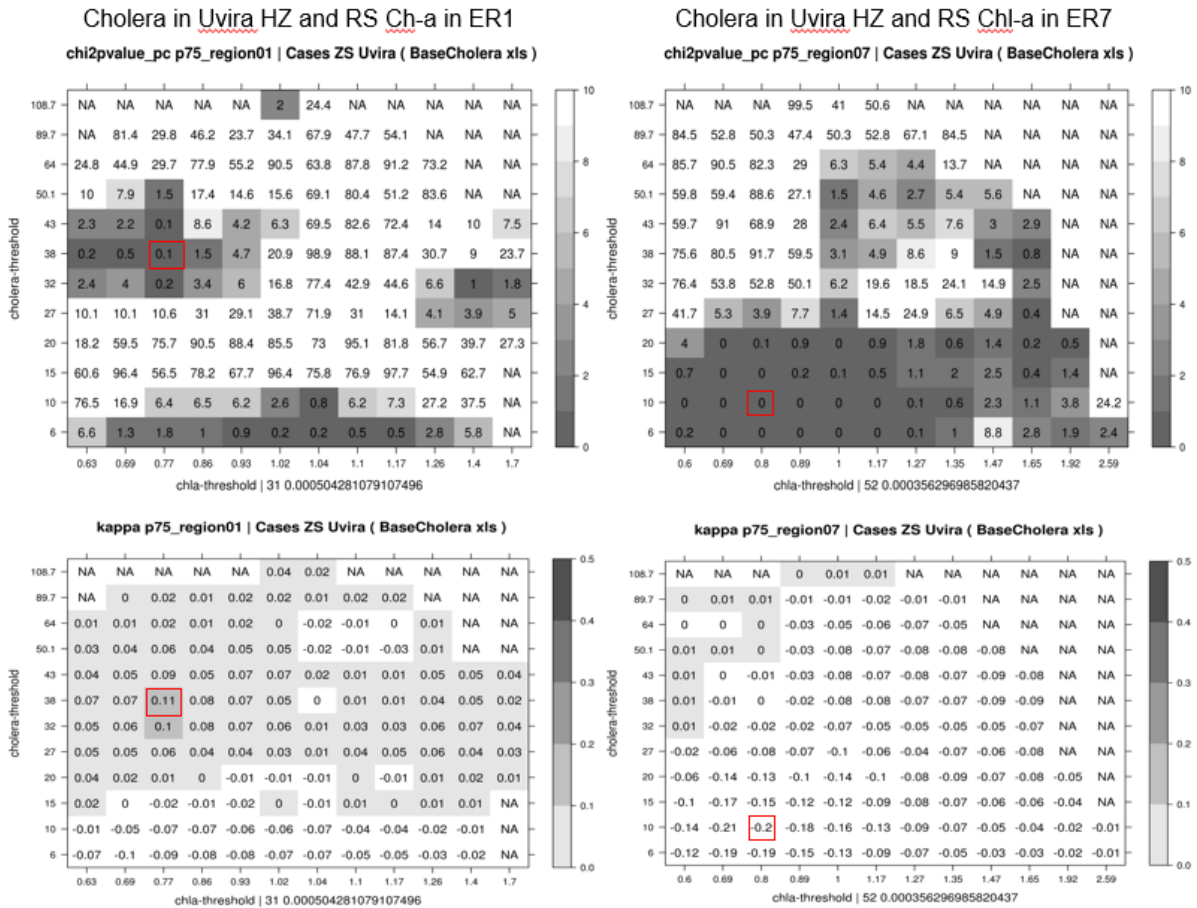 Cholera in Uvira HZ and RS Ch-a in ER1
chi2pvalue_pc p75_region01 | Cases ZS Uvira ( BaseCholera xls )
108.7 NA NA NA NA NA 2 24.4 NA NA NA NA NA
89.7 NA 81.4 29.8 46.2 23.7 34.1 67.9 47.7 54.1 NA NA NA
64 24.8 44.9 29.7 77.9 55.2 90.5 63.8 87.8 91.2 73.2 NA NA
50.1 10 7.9 1.5 17.4 14.6 15.6 69.1 80.4 51.2 83.6 NA NA
43 2.3 2.2 0.1 8.6 4.2 6.3 69.5 82.6 72.4 14 10 7.5
38 0.2 0.5 0.1 1.5 4.7 20.9 98.9 88.1 87.4 30.7 9 23.7
32 2.4 4 0.2 3.4 6 16.8 77.4 42.9 44.6 6.6 1 1.8
27 10.1 10.1 10.6 31 29.1 38.7 71.9 31 14.1 4.1 3.9 5
20 18.2 59.5 75.7 90.5 88.4 85.5 73 95.1 81.8 56.7 39.7 27.3
15 60.6 96.4 56.5 78.2 67.7 96.4 75.8 76.9 97.7 54.9 62.7 NA
10 76.5 16.9 6.4 6.5 6.2 2.6 0.8 6.2 7.3 27.2 37.5 NA
6 6.6 1.3 1.8 1 0.9 0.2 0.2 0.5 0.5 2.8 5.8 NA
0.63 0.69 0.77 0.86 0.93 1.02 1.04 1.1 1.17 1.26 1.4 1.7
cholera-threshold
chla-threshold | 31 0.000504281079107496
10
8
6
4
2
0
Cholera in Uvira HZ and RS Chl-a in ER7
chi2pvalue_pc p75_region07 | Cases ZS Uvira ( BaseCholera xls )
108.7 NA NA NA 99.5 41 50.6 NA NA NA NA NA NA
89.7 84.5 52.8 50.3 47.4 50.3 52.8 67.1 84.5 NA NA NA NA
64 85.7 90.5 82.3 29 6.3 5.4 4.4 13.7 NA NA NA NA
50.1 59.8 59.4 88.6 27.1 1.5 4.6 2.7 5.4 5.6 NA NA NA
43 59.7 91 68.9 28 2.4 6.4 5.5 7.6 3 2.9 NA NA
38 75.6 80.5 91.7 59.5 3.1 4.9 8.6 9 1.5 0.8 NA NA
32 76.4 53.8 52.8 50.1 6.2 19.6 18.5 24.1 14.9 2.5 NA NA
27 41.7 5.3 3.9 7.7 1.4 14.5 24.9 6.5 4.9 0.4 NA NA
20 4 0 0.1 0.9 0 0.9 1.8 0.6 1.4 0.2 0.5 NA
15 0.7 0 0 0.2 0.1 0.5 1.1 2 2.5 0.4 1.4 NA
10 0 0 0 0 0 0 0.1 0.6 2.3 1.1 3.8 24.2
6 0.2 0 0 0 0 0 0.1 1 8.8 2.8 1.9 2.4
0.6 0.69 0.8 0.89 1 1.17 1.27 1.35 1.47 1.65 1.92 2.59
cholera-threshold
chla-threshold | 52 0.000356296985820437
10
8
6
4
2
0
kappa p75_region01 | Cases ZS Uvira ( BaseCholera xls )
108.7 NA NA NA NA NA 0.04 0.02 NA NA NA NA NA
89.7 NA 0 0.02 0.01 0.02 0.02 0.01 0.02 0.02 NA NA NA
64 0.01 0.01 0.02 0.01 0.02 0 -0.02 -0.01 0 0.01 NA NA
50.1 0.03 0.04 0.06 0.04 0.05 0.05 -0.02 -0.01 -0.03 0.01 NA NA
43 0.04 0.05 0.09 0.05 0.07 0.07 0.02 0.01 0.01 0.05 0.05 0.04
38 0.07 0.07 0.11 0.08 0.07 0.05 0 0.01 0.01 0.04 0.05 0.02
32 0.05 0.06 0.1 0.08 0.07 0.06 0.01 0.03 0.03 0.06 0.07 0.04
27 0.05 0.05 0.06 0.04 0.04 0.03 0.01 0.04 0.05 0.06 0.04 0.03
20 0.04 0.02 0.01 0 -0.01 -0.01 -0.01 0 -0.01 0.01 0.02 0.01
15 0.02 0 -0.02 -0.01 -0.02 0 -0.01 0.01 0 0.01 0.01 NA
10 -0.01 -0.05 -0.07 -0.07 -0.06 -0.06 -0.07 -0.04 -0.04 -0.02 -0.01 NA
6 -0.07 -0.1 -0.09 -0.08 -0.08 -0.07 -0.07 -0.05 -0.05 -0.03 -0.02 NA
0.63 0.69 0.77 0.86 0.93 1.02 1.04 1.1 1.17 1.26 1.4 1.7
cholera-threshold
chla-threshold | 31 0.000504281079107496
0.5
0.4
0.3
0.2
0.1
0.0
kappa p75_region07 | Cases ZS Uvira ( BaseCholera xls )
108.7 NA NA NA 0 0.01 0.01 NA NA NA NA NA NA
89.7 0 0.01 0.01 -0.01 -0.01 -0.02 -0.01 -0.01 NA NA NA NA
64 0 0 0 -0.03 -0.05 -0.06 -0.07 -0.05 NA NA NA NA
50.1 0.01 0.01 0 -0.03 -0.08 -0.07 -0.08 -0.08 -0.08 NA NA NA
43 0.01 0 -0.01 -0.03 -0.08 -0.07 -0.08 -0.07 -0.09 -0.08 NA NA
38 0.01 -0.01 0 -0.02 -0.08 -0.08 -0.07 -0.07 -0.09 -0.09 NA NA
32 0.01 -0.02 -0.02 -0.02 -0.07 -0.06 -0.06 -0.05 -0.06 -0.08 NA NA
27 -0.02 -0.06 -0.08 -0.07 -0.1 -0.06 -0.04 -0.07 -0.06 -0.08 NA NA
20 -0.06 -0.14 -0.13 -0.1 -0.14 -0.1 -0.08 -0.09 -0.07 -0.08 -0.05 NA
15 -0.1 -0.17 -0.15 -0.12 -0.12 -0.09 -0.08 -0.07 -0.06 -0.06 -0.04 NA
10 -0.14 -0.21 -0.2 -0.18 -0.16 -0.13 -0.09 -0.07 -0.05 -0.04 -0.02 -0.01
6 -0.12 -0.19 -0.19 -0.15 -0.13 -0.09 -0.07 -0.05 -0.03 -0.03 -0.02 -0.01
0.6 0.69 0.8 0.89 1 1.17 1.27 1.35 1.47 1.65 1.92 2.59
cholera-threshold
chla-threshold | 52 0.000356296985820437
0.5
0.4
0.3
0.2
0.1
0.0